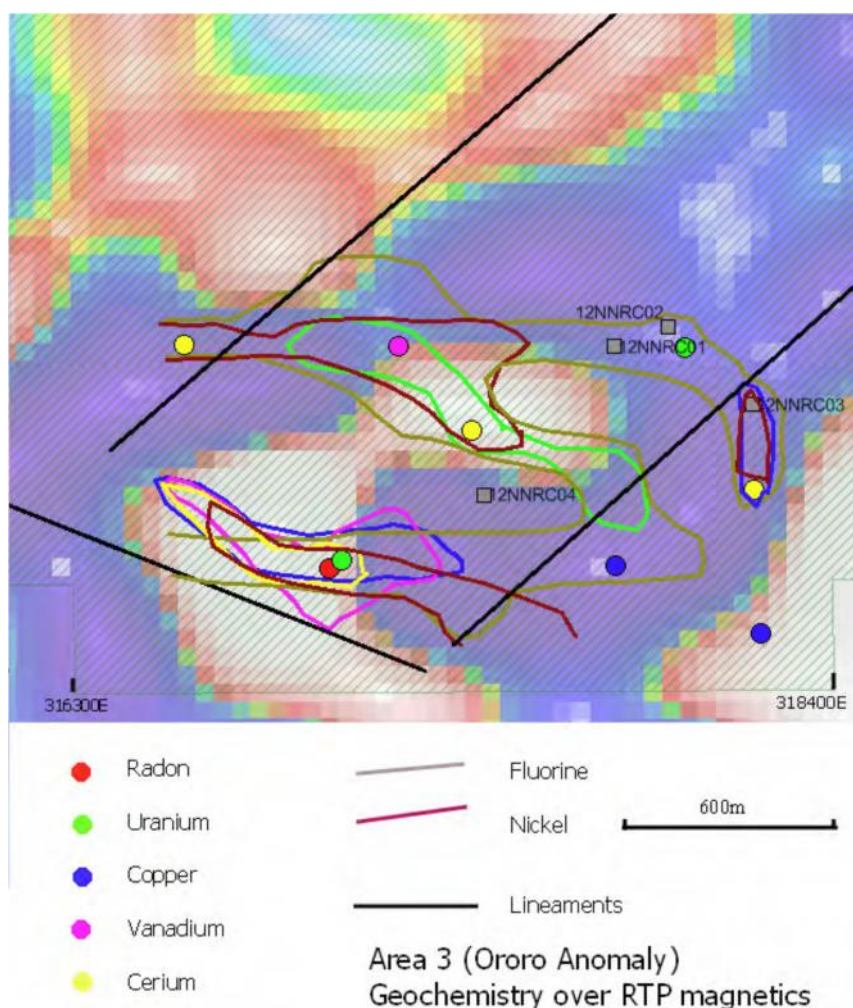 12NNRC02
12NNRC01
12NNRC03
12NNRC04
316300E
318400E
Radon
Fluorine
Uranium
Nickel
600m
Copper
Lineaments
Vanadium
Cerium
Area 3 (Ororo Anomaly)
Geochemistry over RTP magnetics